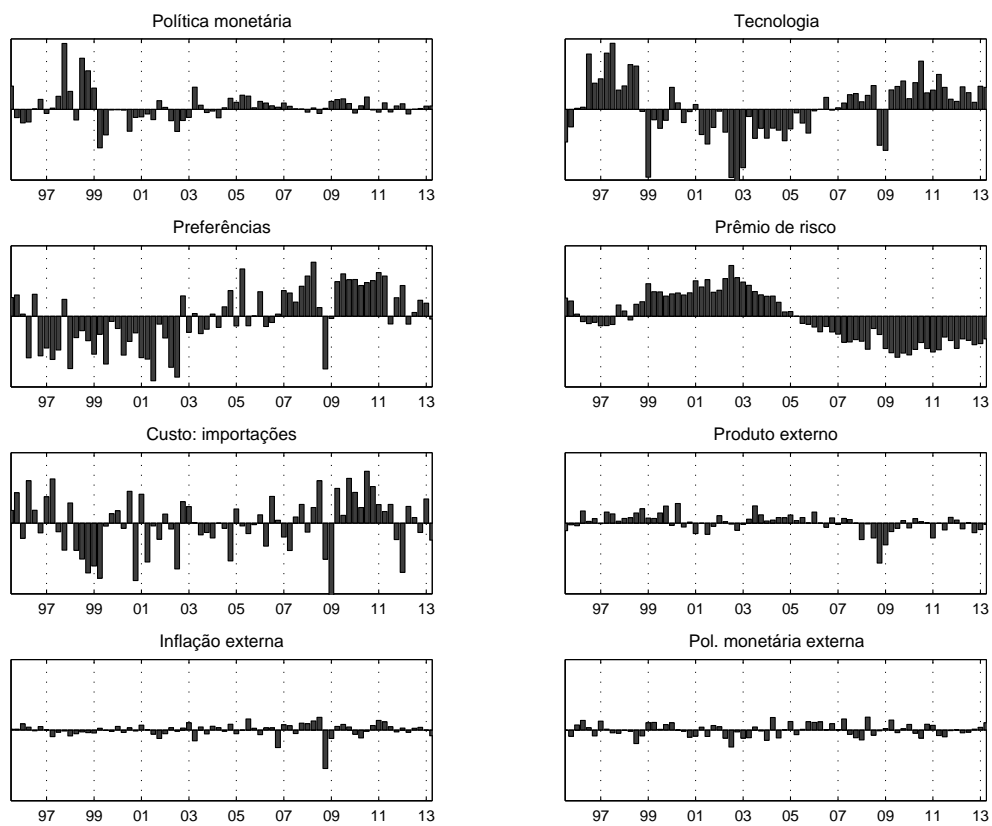 Política monetária
97 99 01 03 05 07 09 11 13
Tecnologia
97 99 01 03 05 07 09 11 13
Preferências
97 99 01 03 05 07 09 11 13
Prêmio de risco
97 99 01 03 05 07 09 11 13
Custo: importações
97 99 01 03 05 07 09 11 13
Produto externo
97 99 01 03 05 07 09 11 13
Inflação externa
97 99 01 03 05 07 09 11 13
Pol. monetária externa
97 99 01 03 05 07 09 11 13